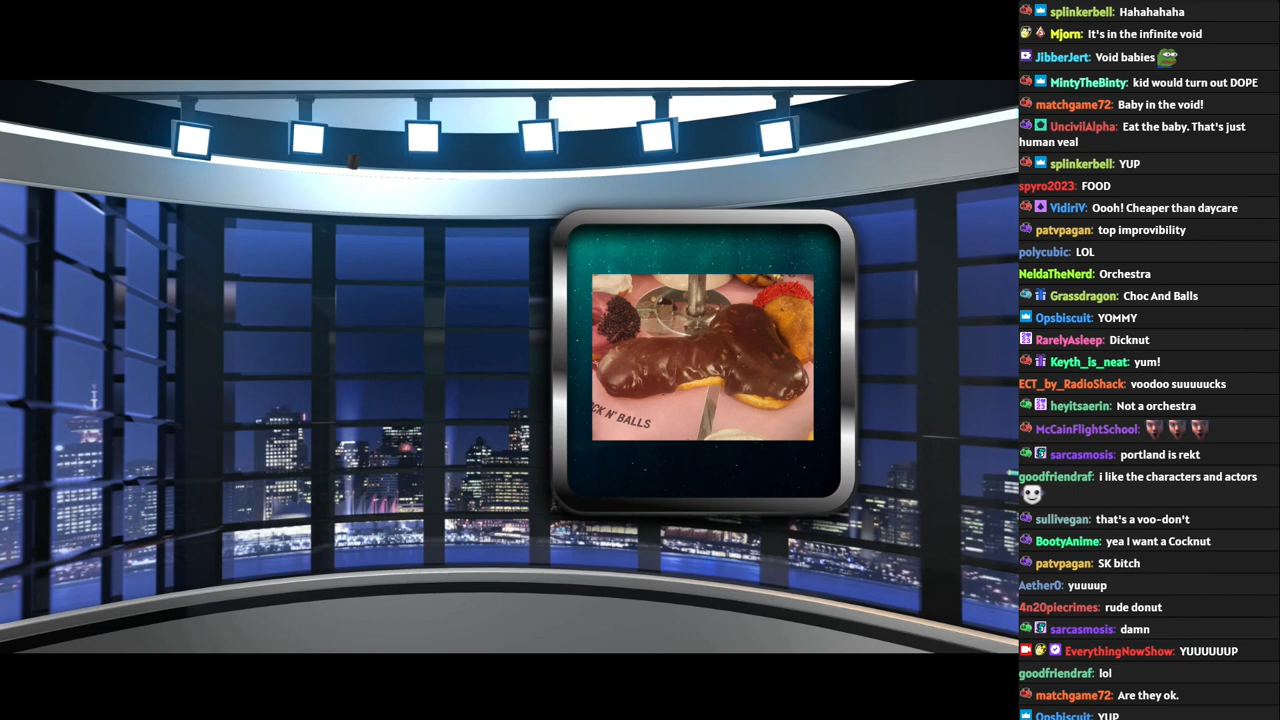 splinkerbell: Hahahahaha
Mjorn: It's in the infinite void
JibberJert: Void babies
MintyTheBinty: kid would turn out DOPE
matchgame72: Baby in the void!
UncivilAlpha: Eat the baby. That's just
human veal
splinkerbell: YUP
spyro2023: FOOD
VidiriV: Oooh! Cheaper than daycare
patvpagan: top improvibility
polycubic: LOL
NeldaTheNerd: Orchestra
Grassdragon: Choc And Balls
Opsbiscuit: YOMMY
RarelyAsleep: Dicknut
Keyth_is_neat: yum!
ECT_by_RadioShack: voodoo suuuuucks
heyitsaerin: Not a orchestra
McCainFlightSchool:
sarcasmosis: portland is rekt
goodfriendraf: i like the characters and actors
sullivegan: that's a voo-don't
BootyAnime: yea I want a Cocknut
patvpagan: SK bitch
Aether0: yuuuup
4n20piecrimes: rude donut
sarcasmosis: damn
EverythingNowShow: YUUUUUUP
goodfriendraf: lol
matchgame72: Are they ok.
Opsbiscuit: YUP
CK N' BALLS